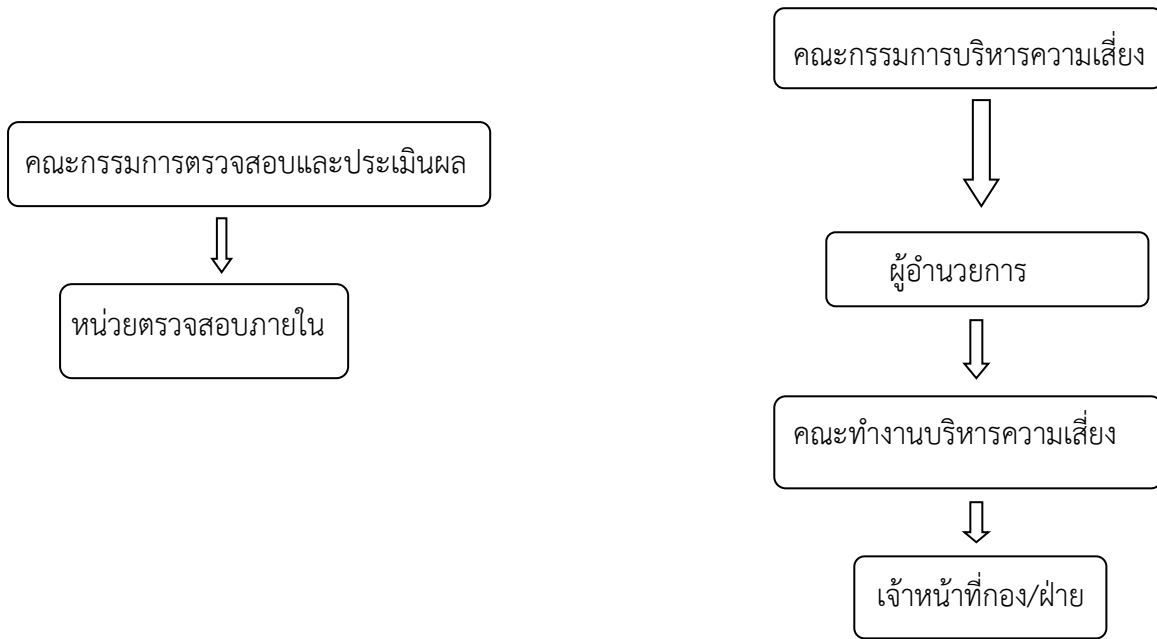 คณะกรรมการบริหารความเสี่ยง
คณะกรรมการตรวจสอบและประเมินผล
ผู้อำนวยการ
หน่วยตรวจสอบภายใน
คณะทำงานบริหารความเสี่ยง
เจ้าหน้าที่กอง/ฝ่าย